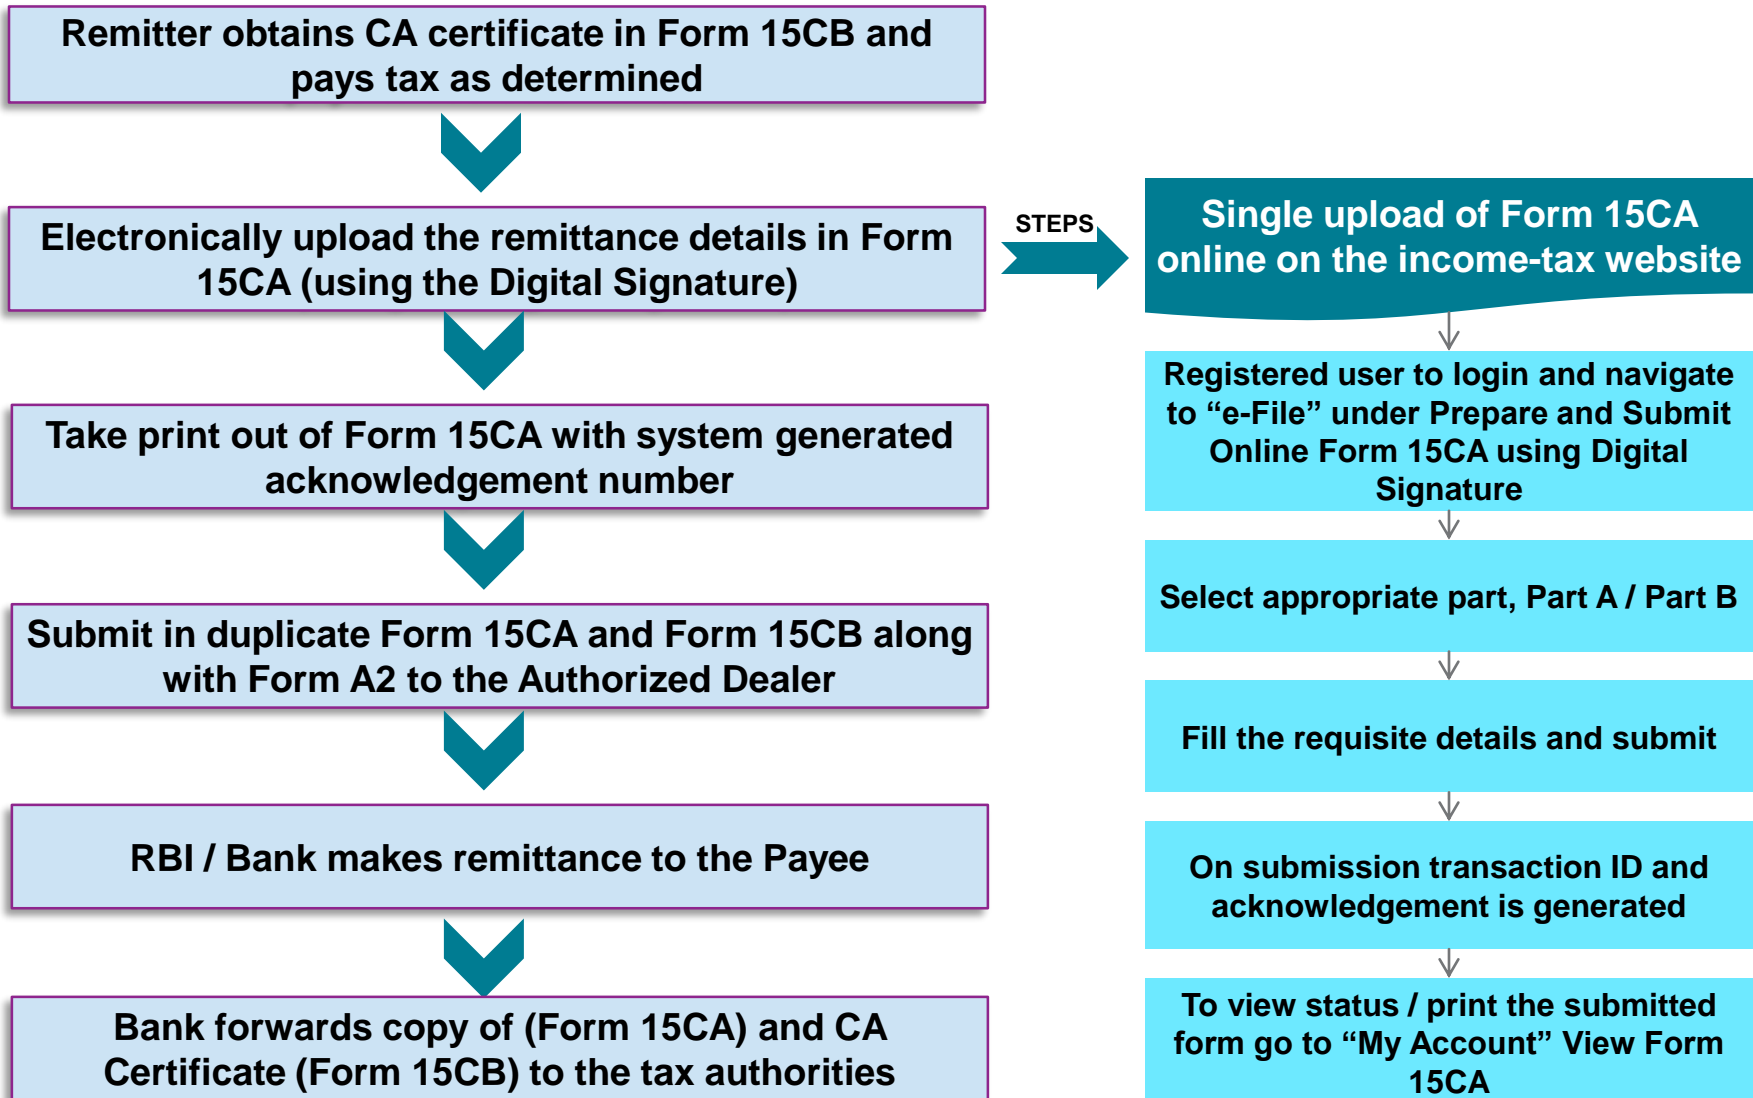 Remitter obtains CA certificate in Form 15CB and
pays tax as determined
Electronically upload the remittance details in Form
15CA (using the Digital Signature)
Take print out of Form 15CA with system generated
acknowledgement number
Submit in duplicate Form 15CA and Form 15CB along
with Form A2 to the Authorized Dealer
RBI / Bank makes remittance to the Payee
Bank forwards copy of (Form 15CA) and CA
Certificate (Form 15CB) to the tax authorities
STEPS
Single upload of Form 15CA
online on the income-tax website
Registered user to login and navigate
to “e-File” under Prepare and Submit
Online Form 15CA using Digital
Signature
Select appropriate part, Part A / Part B
Fill the requisite details and submit
On submission transaction ID and
acknowledgement is generated
To view status / print the submitted
form go to “My Account” View Form
15CA